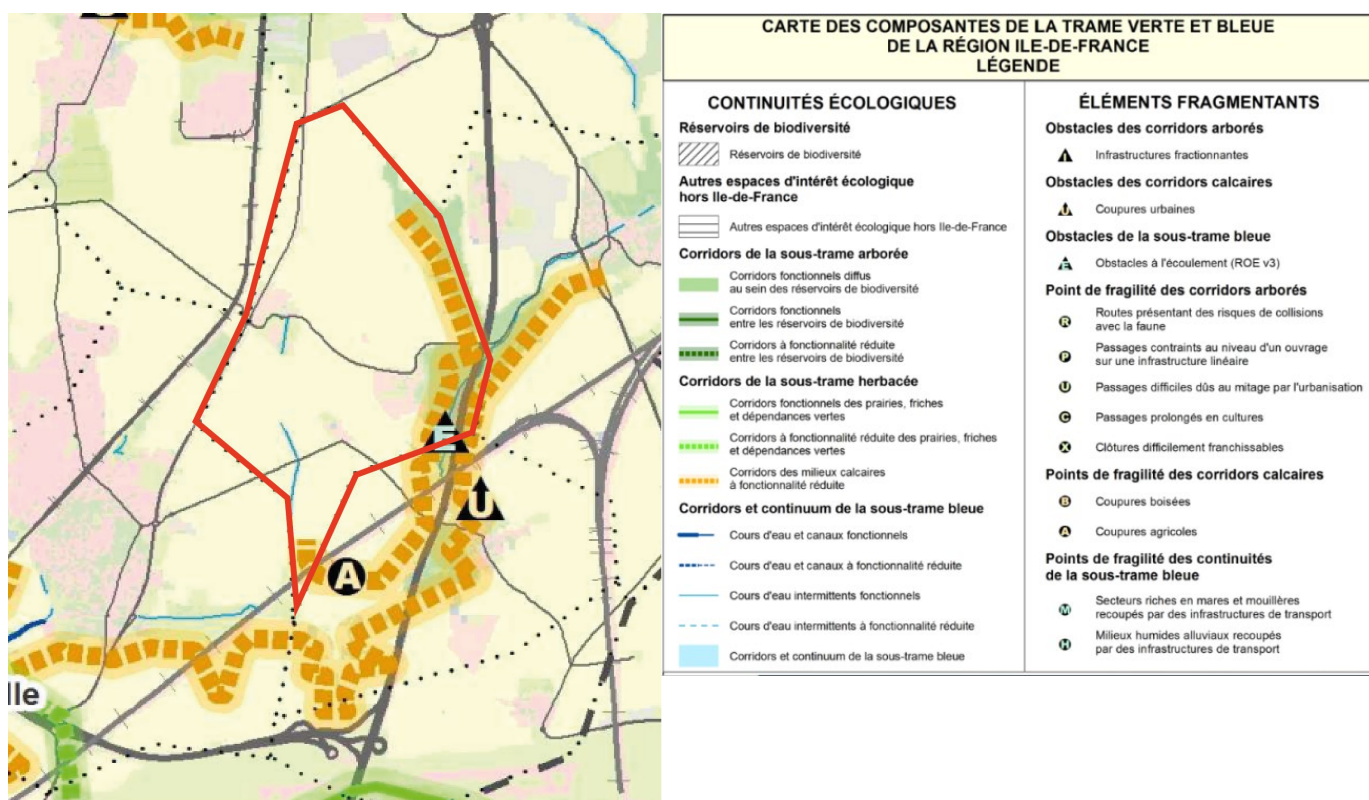 E
U
A
lle
CARTE DES COMPOSANTES DE LA TRAME VERTE ET BLEUE
DE LA RÉGION ILE-DE-FRANCE
LÉGENDE
CONTINUITÉS ÉCOLOGIQUES
Réservoirs de biodiversité
Réservoirs de biodiversité
Autres espaces d'intérêt écologique
hors Ile-de-France
Autres espaces d'intérêt écologique hors Ile-de-France
Corridors de la sous-trame arborée
Corridors fonctionnels diffus
au sein des réservoirs de biodiversité
Corridors fonctionnels
entre les réservoirs de biodiversité
Corridors à fonctionnalité réduite
entre les réservoirs de biodiversité
Corridors de la sous-trame herbacée
Corridors fonctionnels des prairies, friches
et dépendances vertes
Corridors à fonctionnalité réduite des prairies, friches
et dépendances vertes
Corridors des milieux calcaires
à fonctionnalité réduite
Corridors et continuum de la sous-trame bleue
Cours d'eau et canaux fonctionnels
Cours d'eau et canaux à fonctionnalité réduite
Cours d'eau intermittents fonctionnels
Cours d'eau intermittents à fonctionnalité réduite
Corridors et continuum de la sous-trame bleue
ÉLÉMENTS FRAGMENTANTS
Obstacles des corridors arborés
I Infrastructures fractionnantes
Obstacles des corridors calcaires
U Coupures urbaines
Obstacles de la sous-trame bleue
E Obstacles à l'écoulement (ROE v3)
Point de fragilité des corridors arborés
R Routes présentant des risques de collisions
avec la faune
P Passages contraints au niveau d'un ouvrage
sur une infrastructure linéaire
U Passages difficiles dûs au mitage par l'urbanisation
C Passages prolongés en cultures
X Clôtures difficilement franchissables
Points de fragilité des corridors calcaires
B Coupures boisées
A Coupures agricoles
Points de fragilité des continuités
de la sous-trame bleue
M Secteurs riches en mares et mouillères
recoupés par des infrastructures de transport
H Milieux humides alluviaux recoupés
par des infrastructures de transport